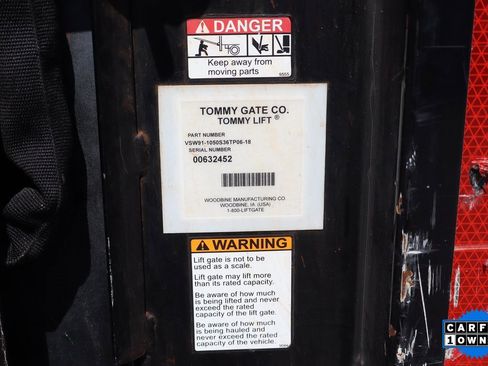 DANGER
Keep away from
moving parts
TOMMY GATE CO.
TOMMY LIFT ®
PART NUMBER
VSW91-1050S36TP06-18
SERIAL NUMBER
00632452
WOODBINE MANUFACTURING CO
WOODBINE, IA. (USA)
1-800-LIFTGATE
WARNING
Lift gate is not to be
used as a scale.
Lift gate may lift more
than its rated capacity.
Be aware of how much
is being lifted and never
exceed the rated
capacity of the lift gate.
Be aware of how much
is being hauled and
never exceed the rated
capacity of the vehicle.
CARF
1 OWN